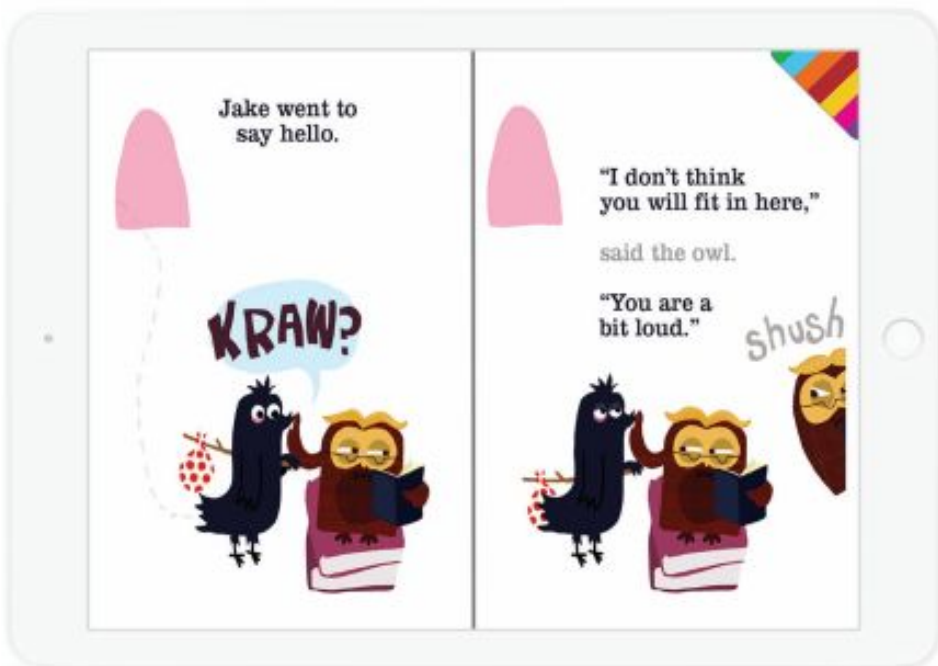 Jake went to
say hello.
KRAW?
“I don’t think
you will fit in here,”
said the owl.
“You are a
bit loud.”
shush